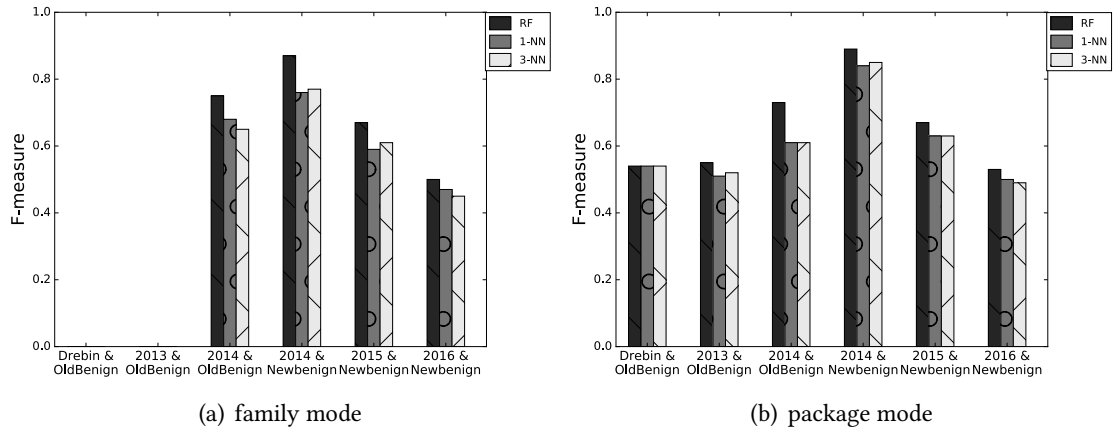 1.0
0.8
0.6
0.4
0.2
0.0
F-measure
RF
1-NN
3-NN
Drebin &
OldBenign
2013 &
OldBenign
2014 &
OldBenign
2014 &
Newbenign
2015 &
Newbenign
2016 &
Newbenign
(a) family mode
1.0
0.8
0.6
0.4
0.2
0.0
F-measure
RF
1-NN
3-NN
Drebin &
OldBenign
2013 &
OldBenign
2014 &
OldBenign
2014 &
Newbenign
2015 &
Newbenign
2016 &
Newbenign
(b) package mode